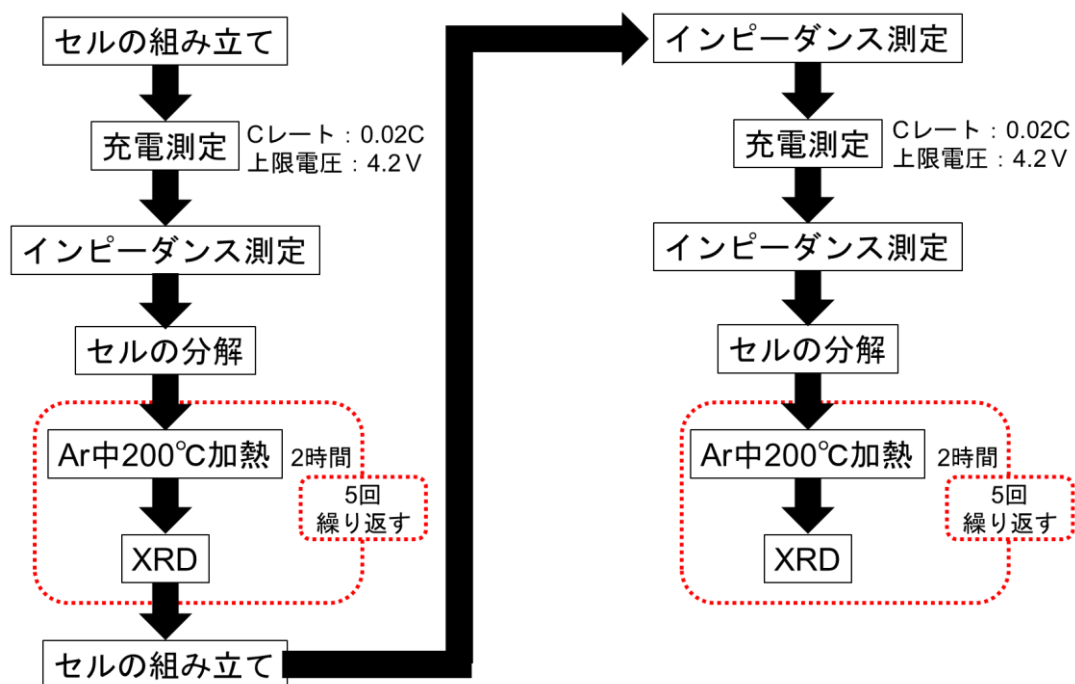 セルの組み立て
充電測定
Cレート：0.02C
上限電圧：4.2 V
インピーダンス測定
セルの分解
Ar中200℃加熱
2時間
5回
繰り返す
XRD
セルの組み立て
インピーダンス測定
充電測定
Cレート：0.02C
上限電圧：4.2 V
インピーダンス測定
セルの分解
Ar中200℃加熱
2時間
5回
繰り返す
XRD